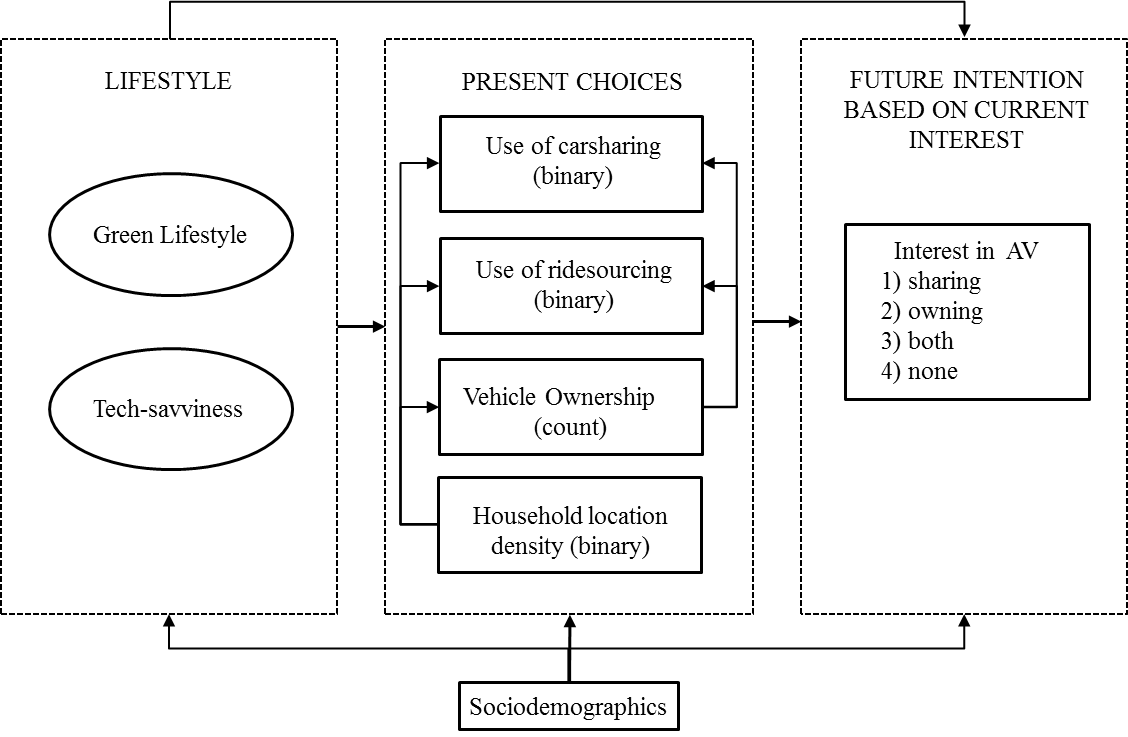 LIFESTYLE
Green Lifestyle
Tech-savviness
PRESENT CHOICES
Use of carsharing
(binary)
Use of ridesourcing
(binary)
Vehicle Ownership
(count)
Household location
density (binary)
FUTURE INTENTION
BASED ON CURRENT
INTEREST
Interest in AV
1) sharing
2) owning
3) both
4) none
Sociodemographics